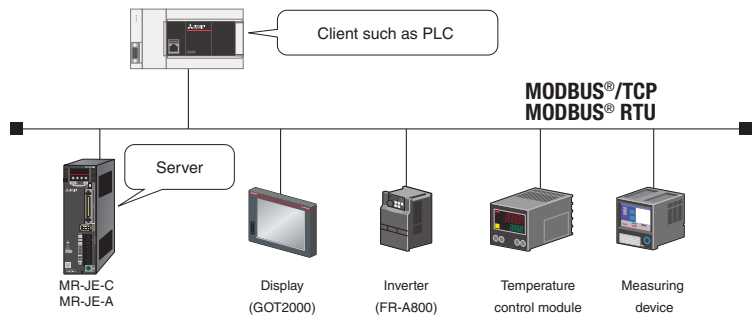 Client such as PLC
MODBUS®/TCP
MODBUS® RTU
Server
MR-JE-C
MR-JE-A
Display
(GOT2000)
Inverter
(FR-A800)
Temperature
control module
Measuring
device